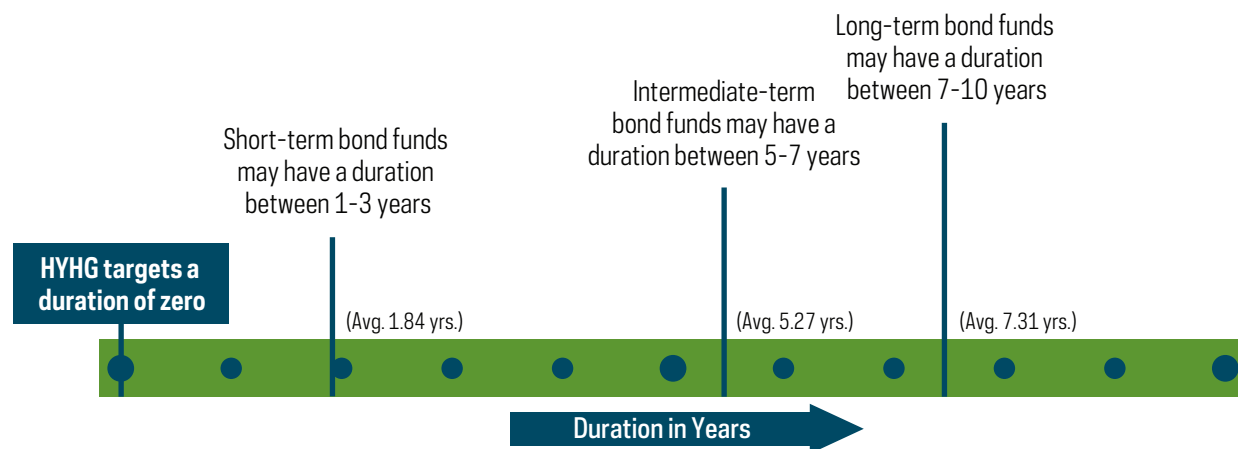 HYHG targets a
duration of zero
Short-term bond funds
may have a duration
between 1-3 years
(Avg. 1.84 yrs.)
Intermediate-term
bond funds may have a
duration between 5-7 years
(Avg. 5.27 yrs.)
Long-term bond funds
may have a duration
between 7-10 years
(Avg. 7.31 yrs.)
Duration in Years